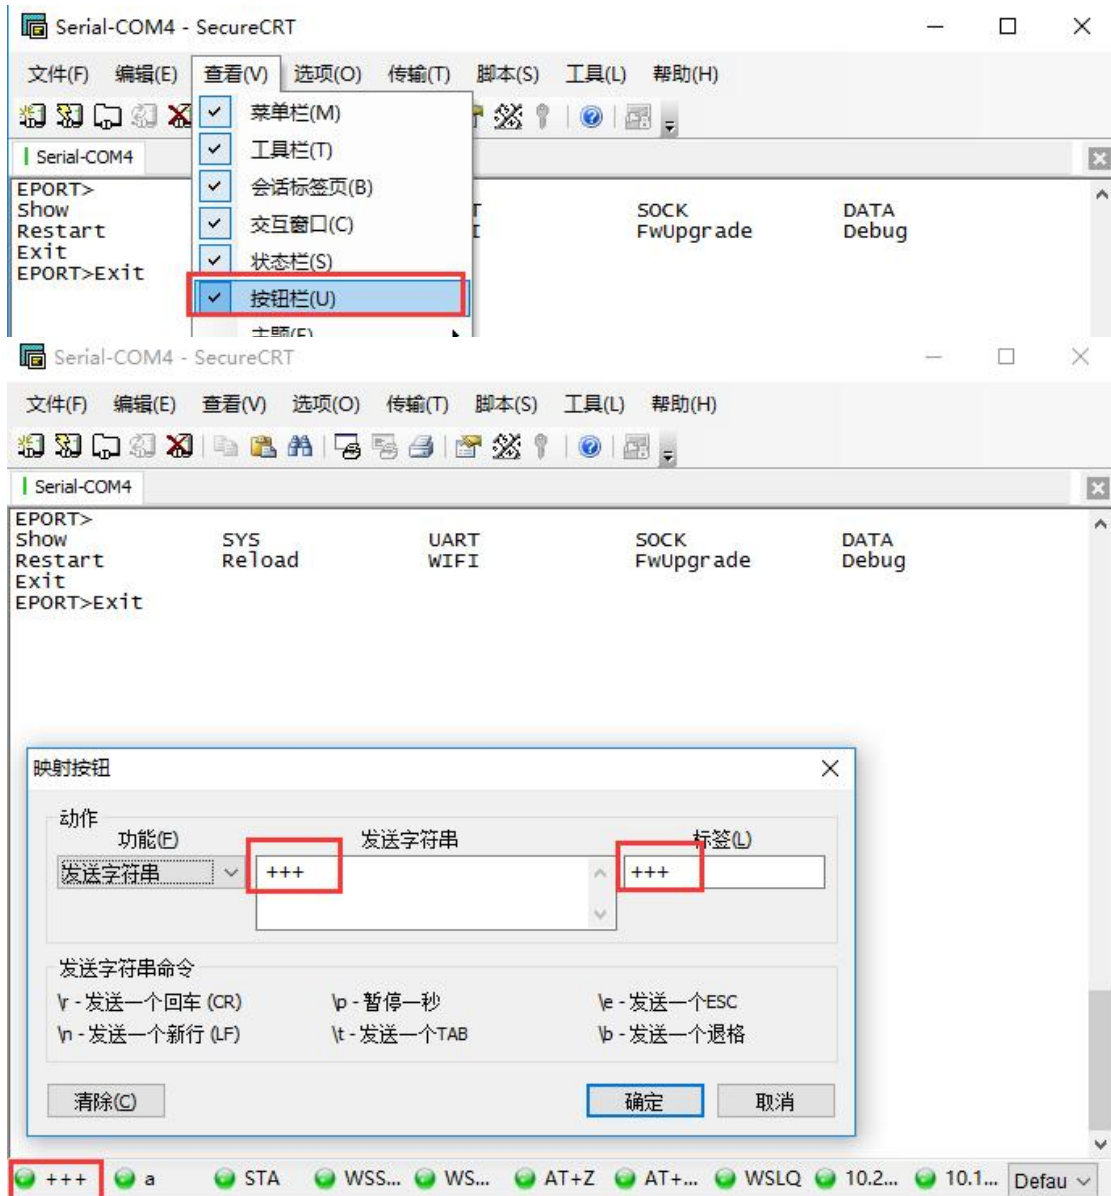 Serial-COM4 - SecureCRT
文件(F) 编辑(E) 查看(V) 选项(O) 传输(T) 脚本(S) 工具(L) 帮助(H)
菜单栏(M)
工具栏(T)
Serial-COM4
会话标签页(B)
EPORT>
Show SOCK DATA
交互窗口(C)
Restart FwUpgrade Debug
Exit
状态栏(S)
EPORT>Exit
按钮栏(U)
Serial-COM4 - SecureCRT
文件(F) 编辑(E) 查看(V) 选项(O) 传输(T) 脚本(S) 工具(L) 帮助(H)
Serial-COM4
EPORT>
Show SYS UART SOCK DATA
Restart Reload WIFI FwUpgrade Debug
Exit
EPORT>Exit
映射按钮
动作
功能(F) 发送字符串 标签(L)
发送字符串 +++ +++
发送字符串命令
\r - 发送一个回车 (CR) \p - 暂停一秒 \e - 发送一个ESC
\n - 发送一个新行 (LF) \t - 发送一个TAB \b - 发送一个退格
清除(C) 确定 取消
+++ a STA WSS... WS... AT+Z AT+... WSLQ 10.2... 10.1... Defau